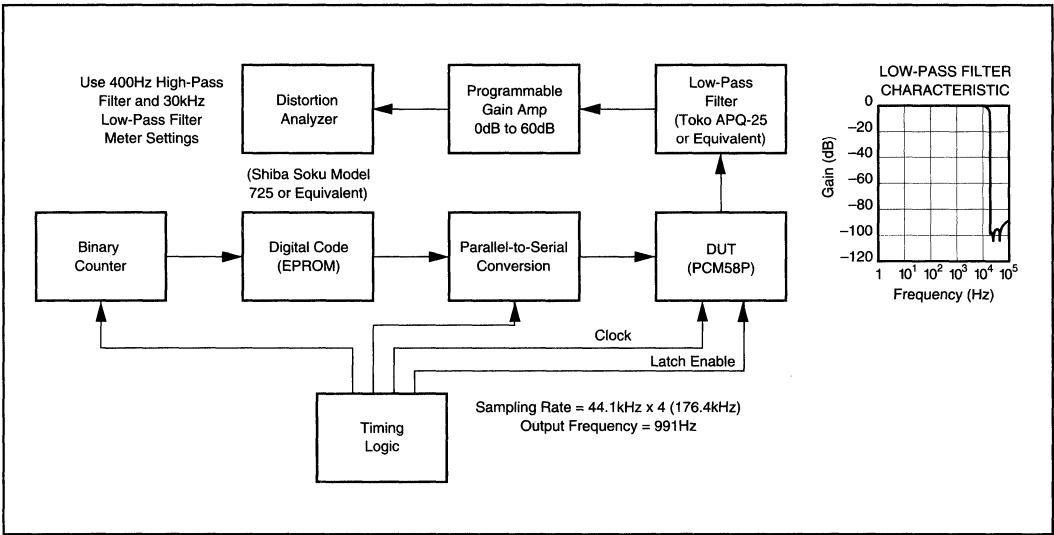 Use 400Hz High-Pass
Filter and 30kHz
Low-Pass Filter
Meter Settings
Distortion
Analyzer
(Shiba Soku Model
725 or Equivalent)
Programmable
Gain Amp
0dB to 60dB
Low-Pass
Filter
(Toko APQ-25
or Equivalent)
LOW-PASS FILTER
CHARACTERISTIC
Gain (dB)
0
–20
–40
–60
–80
–100
–120
1 10¹ 10² 10³ 10⁴ 10⁵
Frequency (Hz)
Binary
Counter
Digital Code
(EPROM)
Parallel-to-Serial
Conversion
DUT
(PCM58P)
Clock
Latch Enable
Timing
Logic
Sampling Rate = 44.1kHz x 4 (176.4kHz)
Output Frequency = 991Hz